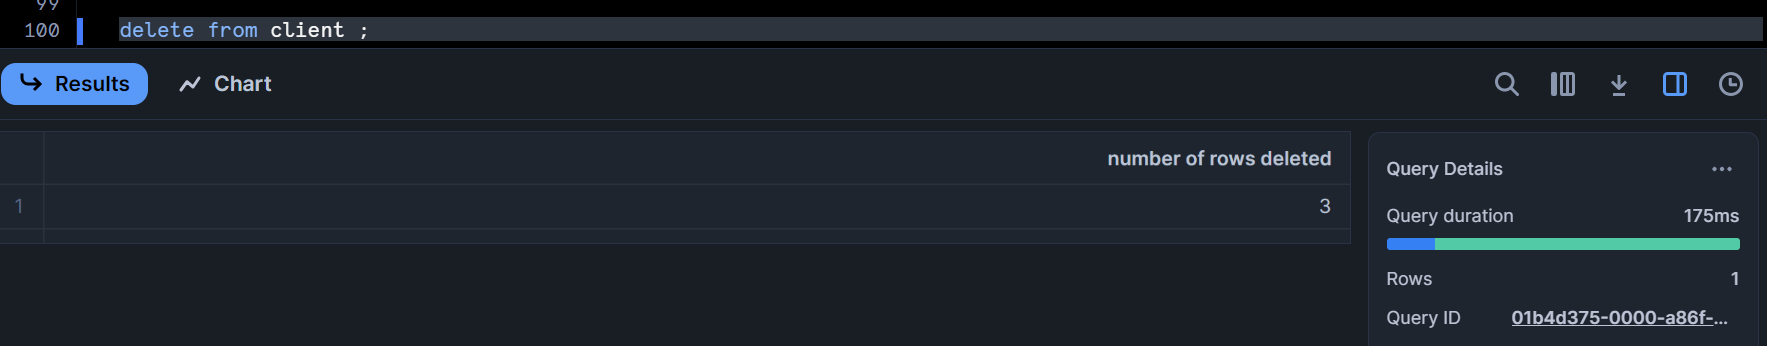 99
100 delete from client ;
Results Chart
number of rows deleted
1 3
Query Details
Query duration 175ms
Rows 1
Query ID 01b4d375-0000-a86f-...